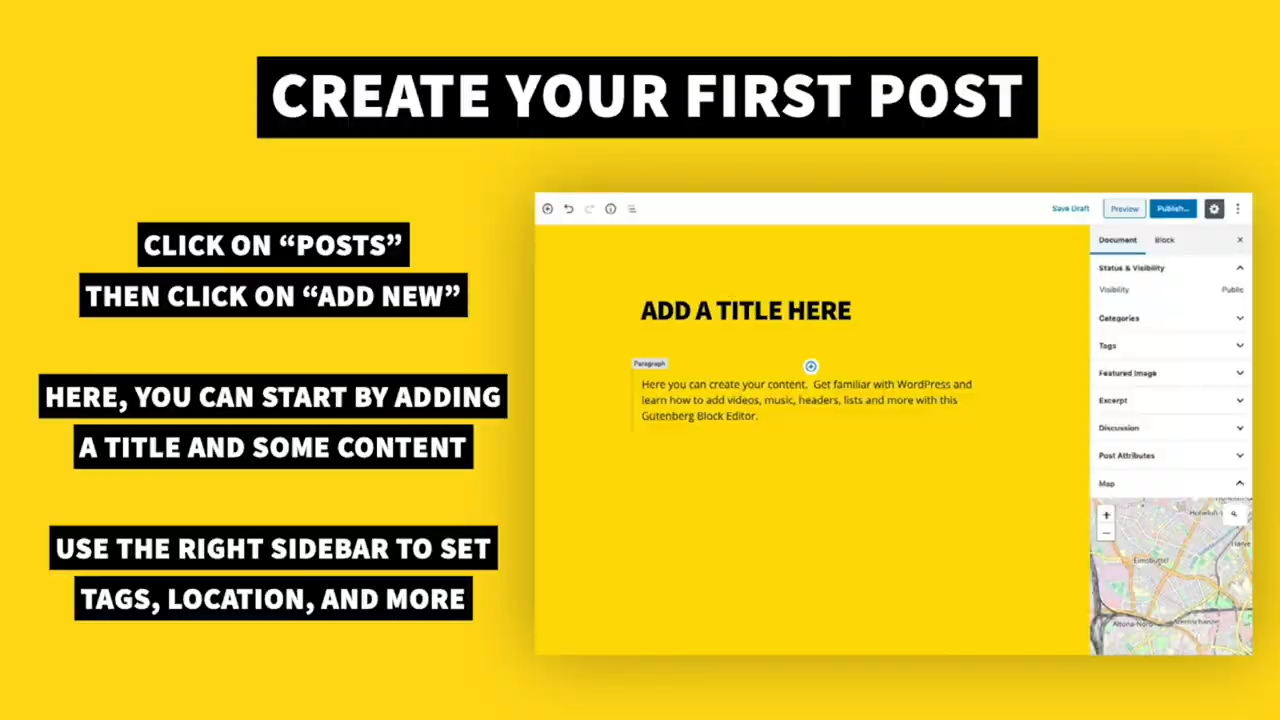 CREATE YOUR FIRST POST
CLICK ON “POSTS”
THEN CLICK ON “ADD NEW”
HERE, YOU CAN START BY ADDING
A TITLE AND SOME CONTENT
USE THE RIGHT SIDEBAR TO SET
TAGS, LOCATION, AND MORE
Save Draft Preview Publish...
ADD A TITLE HERE
Paragraph
Here you can create your content. Get familiar with WordPress and
learn how to add videos, music, headers, lists and more with this
Gutenberg Block Editor.
Document Block
Status & Visibility
Visibility Public
Categories
Tags
Featured Image
Excerpt
Discussion
Post Attributes
Map
Eimsbüttel
Altona-Nord